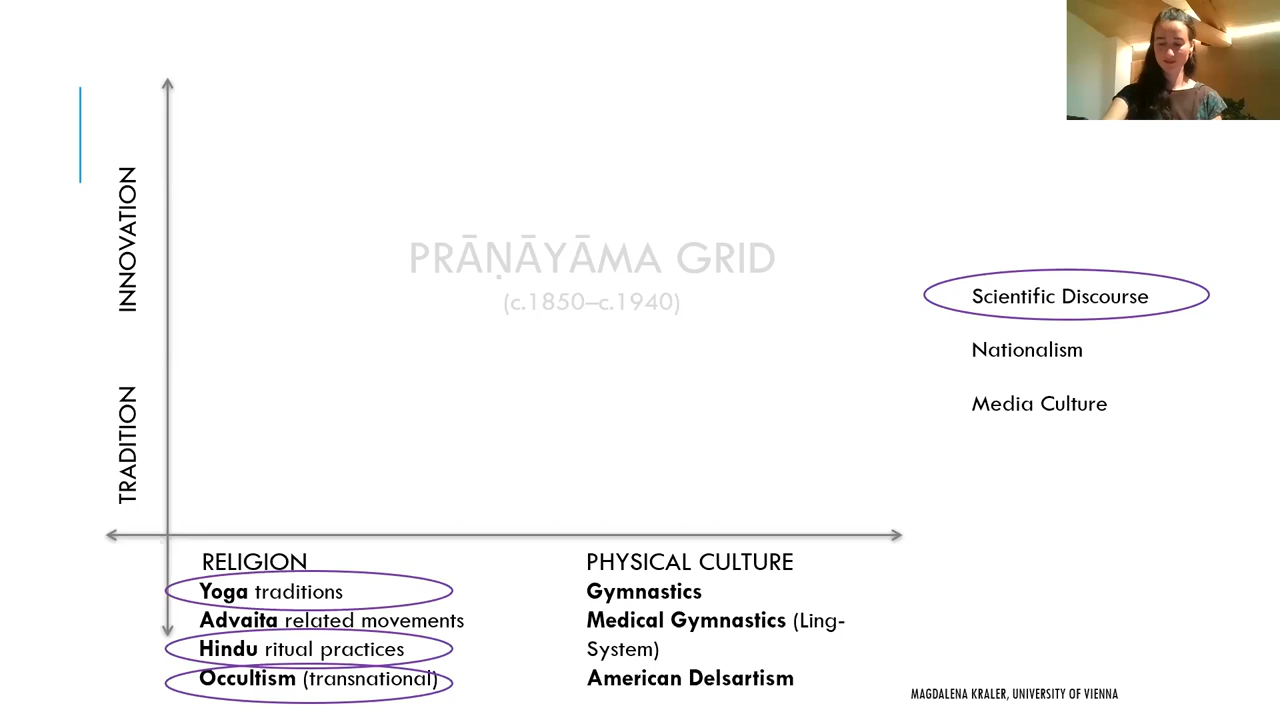 INNOVATION
TRADITION
PRĀṆĀYĀMA GRID
(c.1850–c.1940)
Scientific Discourse
Nationalism
Media Culture
RELIGION
Yoga traditions
Advaita related movements
Hindu ritual practices
Occultism (transnational)
PHYSICAL CULTURE
Gymnastics
Medical Gymnastics (Ling-
System)
American Delsartism
MAGDALENA KRALER, UNIVERSITY OF VIENNA